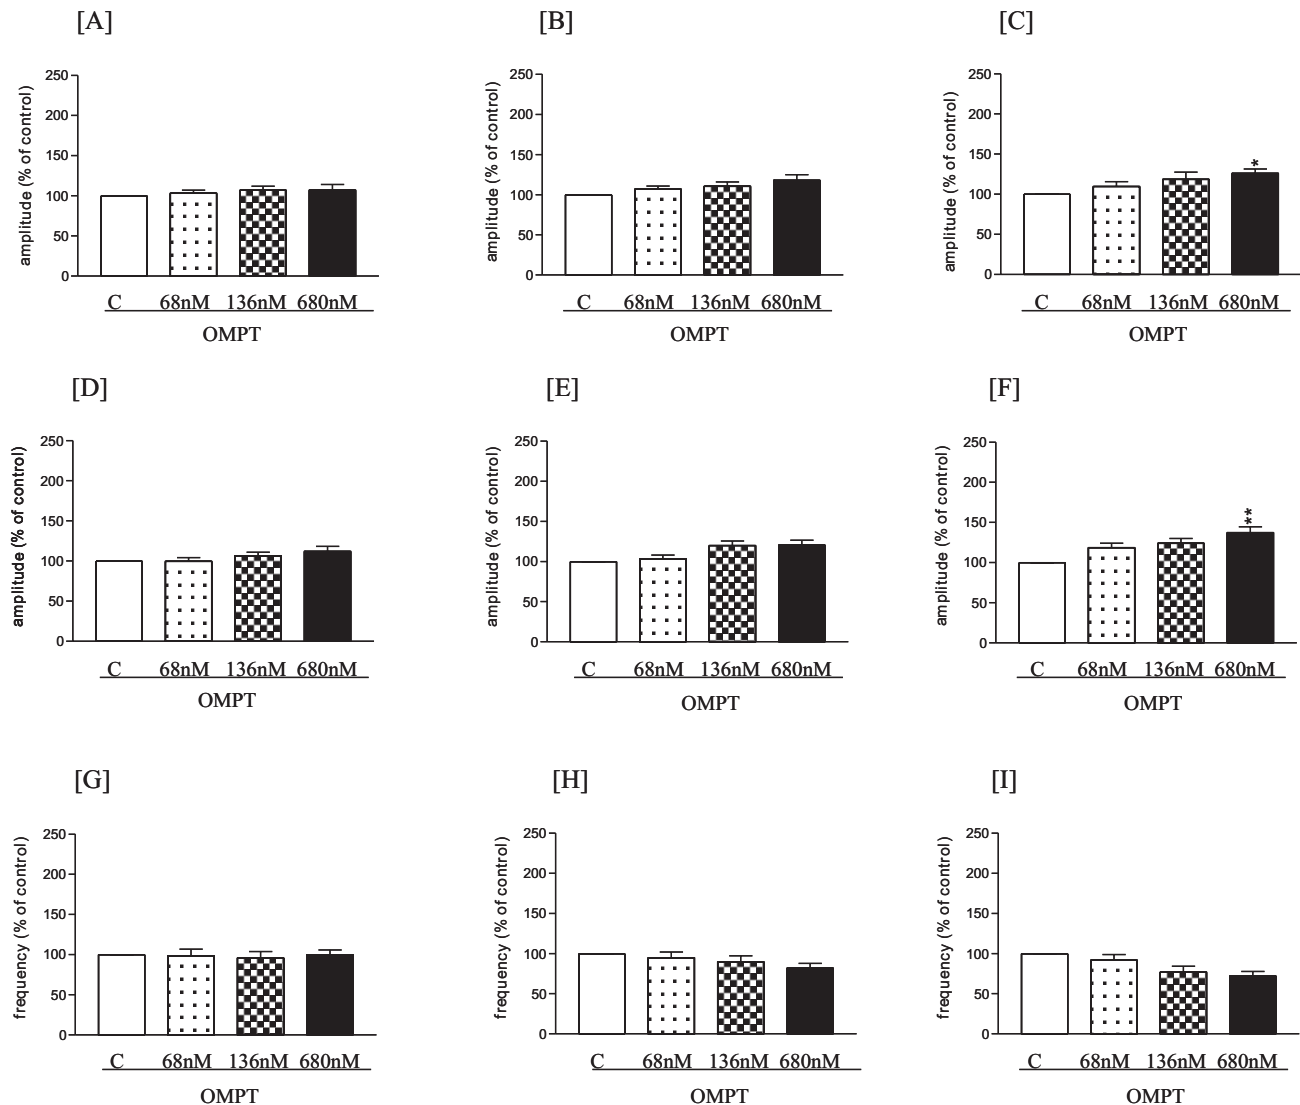 [A]
amplitude (% of control)
250
200
150
100
50
0
C 68nM 136nM 680nM
OMPT
[B]
amplitude (% of control)
250
200
150
100
50
0
C 68nM 136nM 680nM
OMPT
[C]
amplitude (% of control)
250
200
150
100
50
0
*
C 68nM 136nM 680nM
OMPT
[D]
amplitude (% of control)
250
200
150
100
50
0
C 68nM 136nM 680nM
OMPT
[E]
amplitude (% of control)
250
200
150
100
50
0
C 68nM 136nM 680nM
OMPT
[F]
amplitude (% of control)
250
200
150
100
50
0
**
C 68nM 136nM 680nM
OMPT
[G]
frequency (% of control)
250
200
150
100
50
0
C 68nM 136nM 680nM
OMPT
[H]
frequency (% of control)
250
200
150
100
50
0
C 68nM 136nM 680nM
OMPT
[I]
frequency (% of control)
250
200
150
100
50
0
C 68nM 136nM 680nM
OMPT